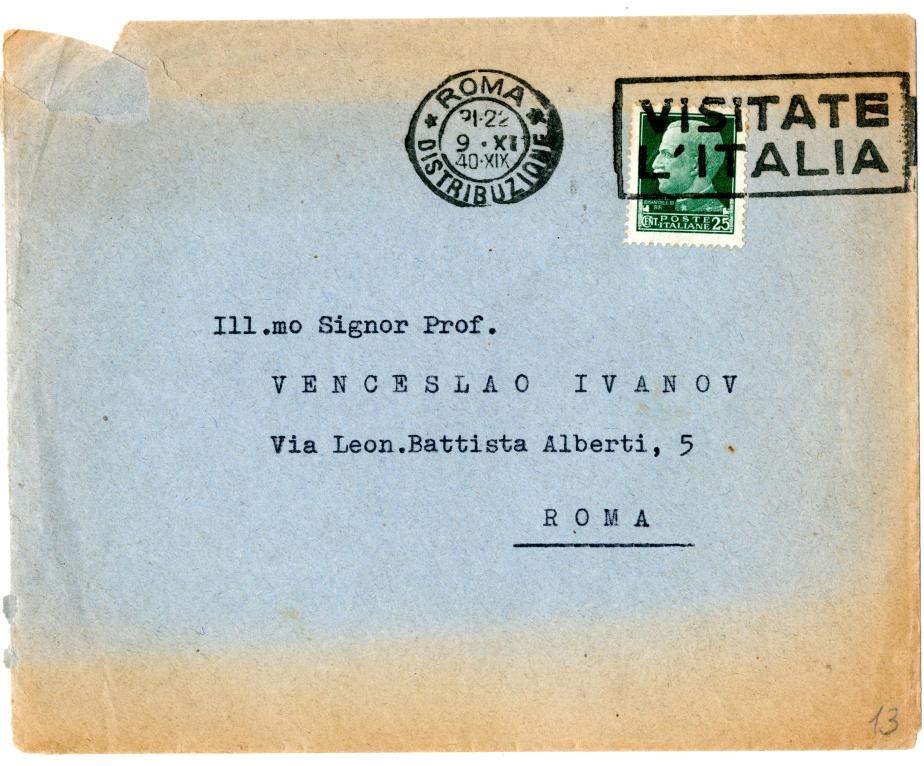 ROMA
21-22
9 · XI
40·XIX
DISTRIBUZIONE
VISITATE
L'ITALIA
POSTE
CENT. ITALIANE 25
Ill.mo Signor Prof.
VENCESLAO IVANOV
Via Leon.Battista Alberti, 5
ROMA
13